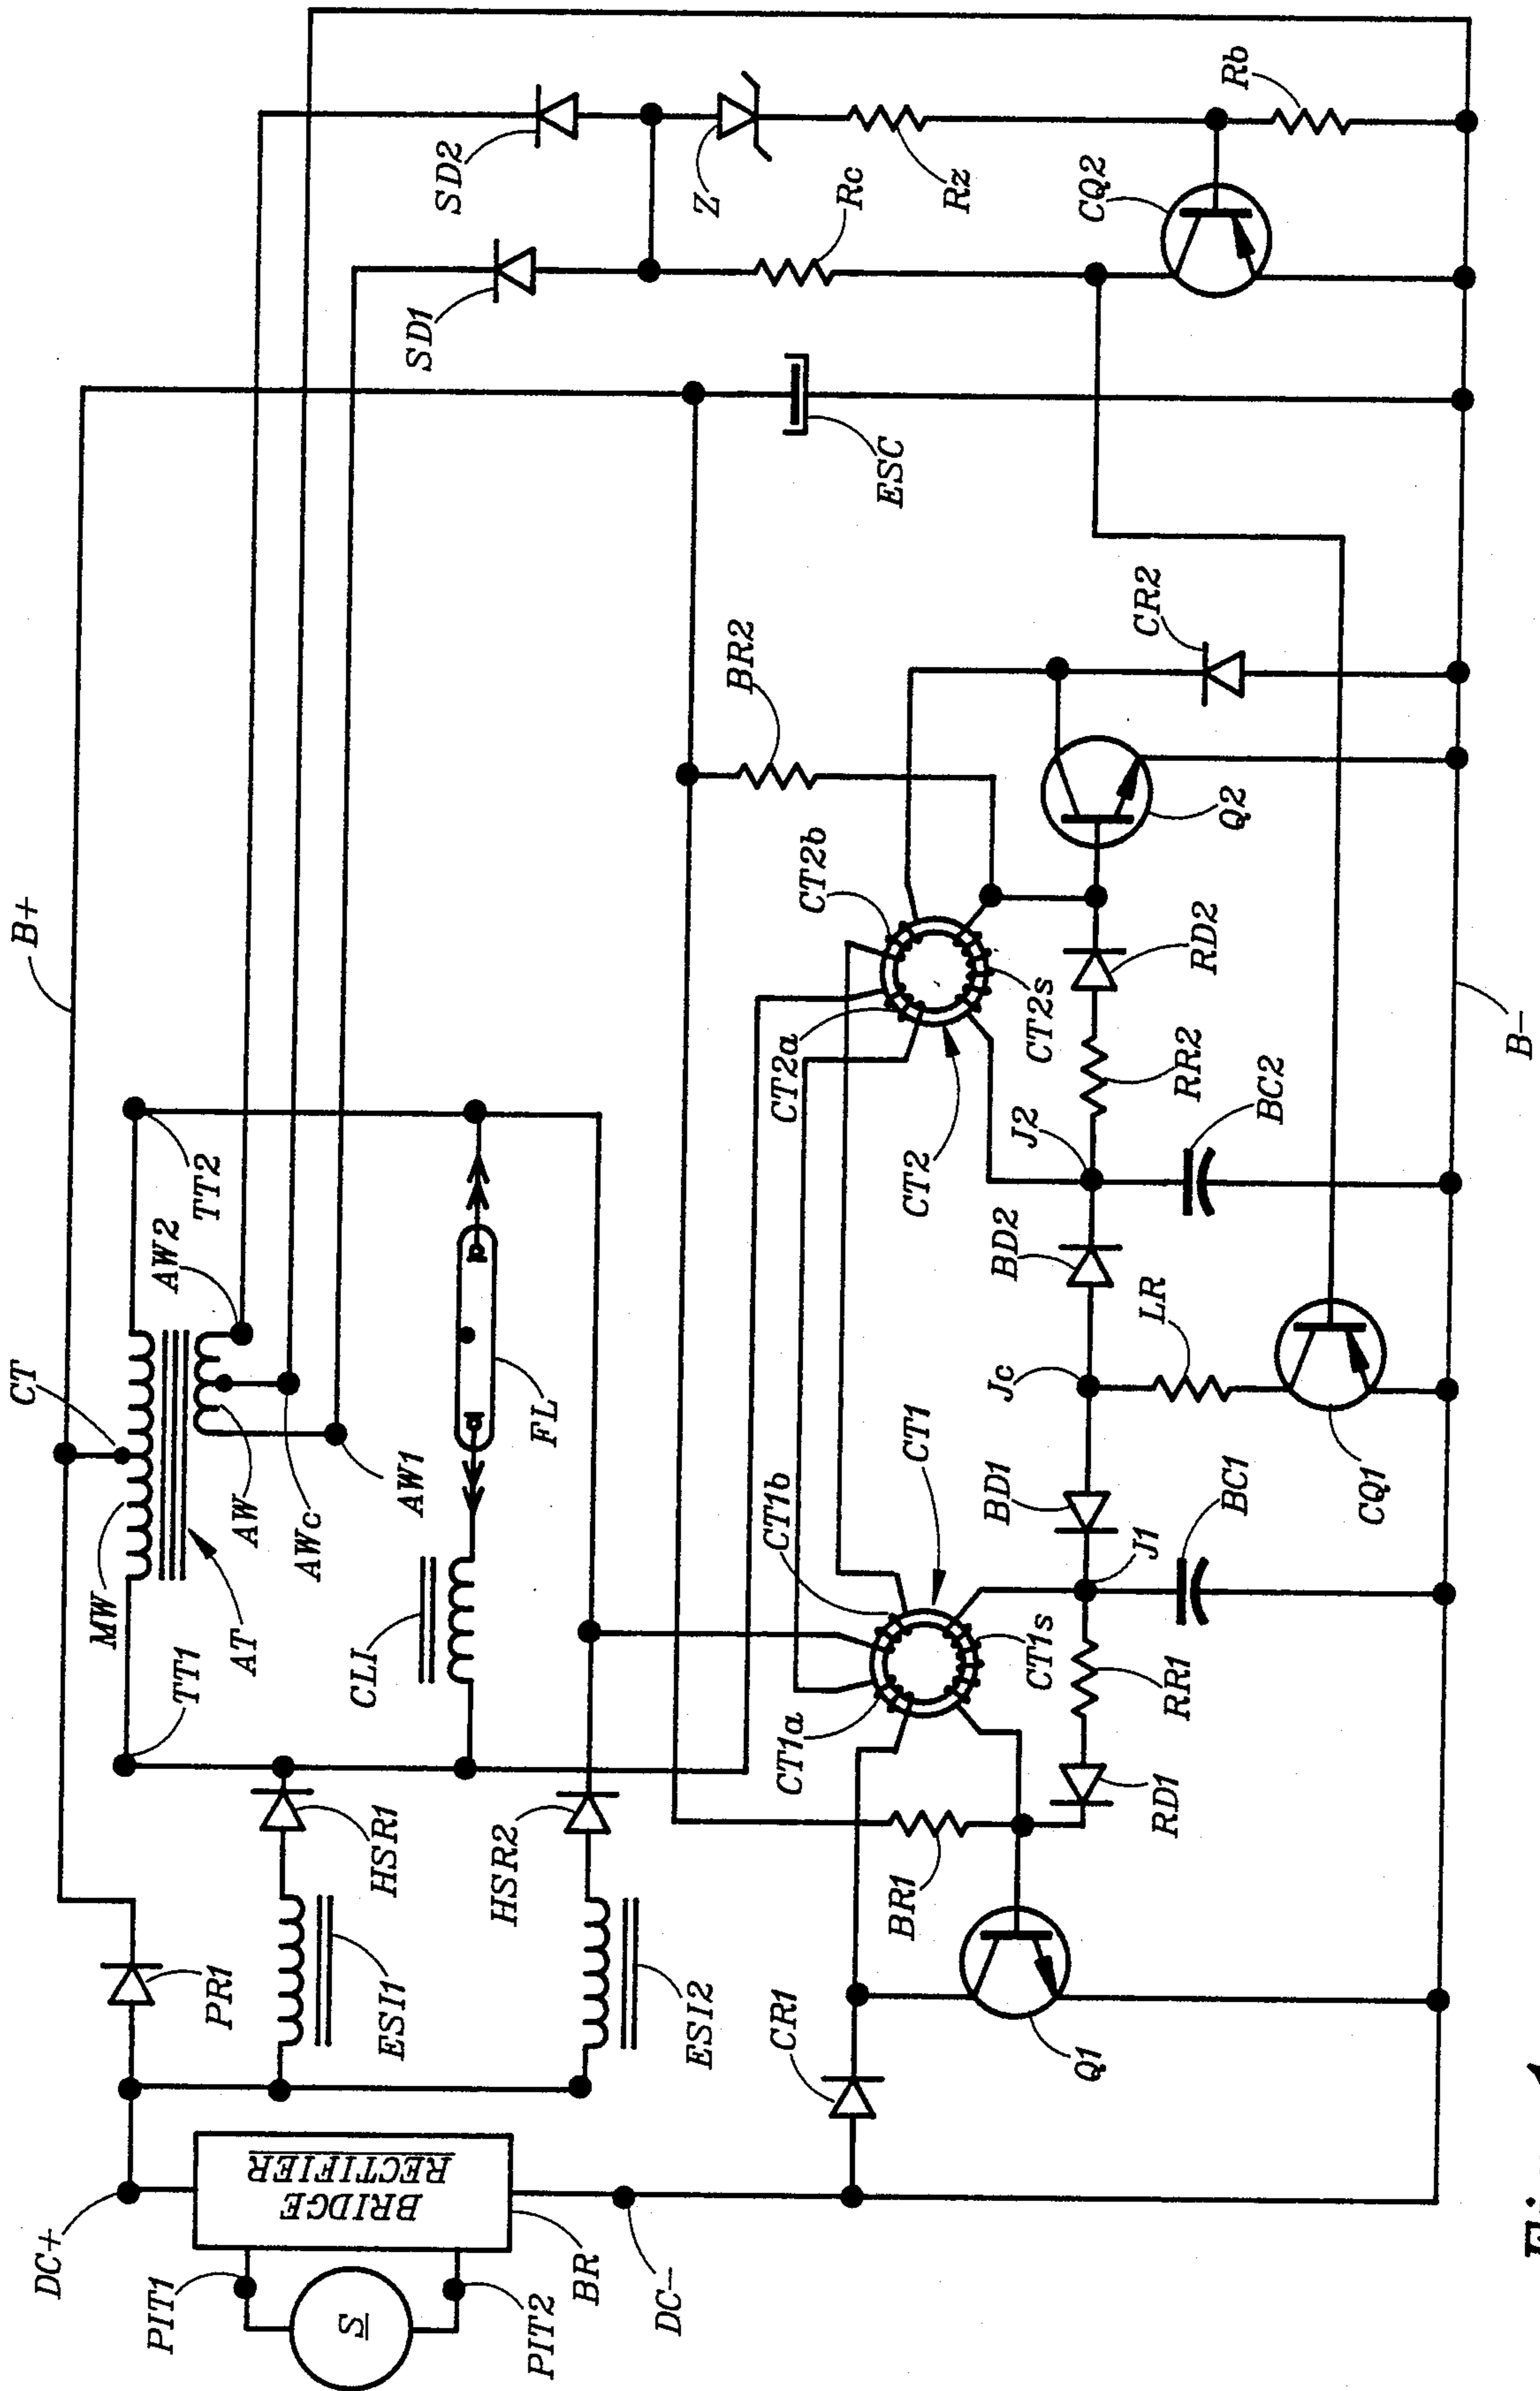 B+
CT
MW
TT1
AT
AW
AWc
AW1
AW2
TT2
DC+
PIT1
S
PIT2
BRIDGE
RECTIFIER
BR
DC-
PR1
ESI1
HSR1
ESI2
HSR2
CLI
FL
SD1
SD2
Z
Rc
Rz
Rb
CQ2
ESC
CR1
Q1
BR1
CT1a
CT1b
CT1
CT1s
RD1
RR1
J1
BC1
BD1
Jc
LR
CQ1
BD2
J2
BC2
RR2
RD2
CT2
CT2a
CT2b
CT2s
BR2
Q2
CR2
B-